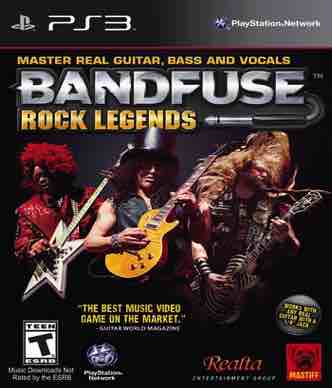 PS3
PlayStation Network
MASTER REAL GUITAR, BASS AND VOCALS
BANDFUSE™
ROCK LEGENDS
"THE BEST MUSIC VIDEO
GAME ON THE MARKET."
-GUITAR WORLD MAGAZINE
WORKS WITH
ANY REAL
GUITAR WITH A
1/4" JACK
TEEN
T
ESRB
Music Downloads Not
Rated by the ESRB
PlayStation
Network
Realta
ENTERTAINMENT GROUP
MASTIFF